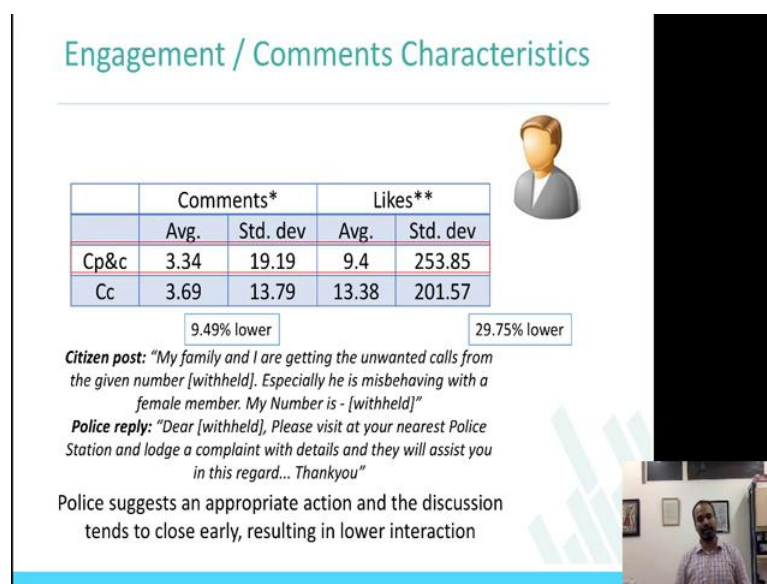 Engagement / Comments Characteristics
Comments* Likes**
Avg. Std. dev Avg. Std. dev
Cp&c 3.34 19.19 9.4 253.85
Cc 3.69 13.79 13.38 201.57
9.49% lower 29.75% lower
Citizen post: “My family and I are getting the unwanted calls from
the given number [withheld]. Especially he is misbehaving with a
female member. My Number is - [withheld]”
Police reply: “Dear [withheld], Please visit at your nearest Police
Station and lodge a complaint with details and they will assist you
in this regard... Thankyou”
Police suggests an appropriate action and the discussion
tends to close early, resulting in lower interaction